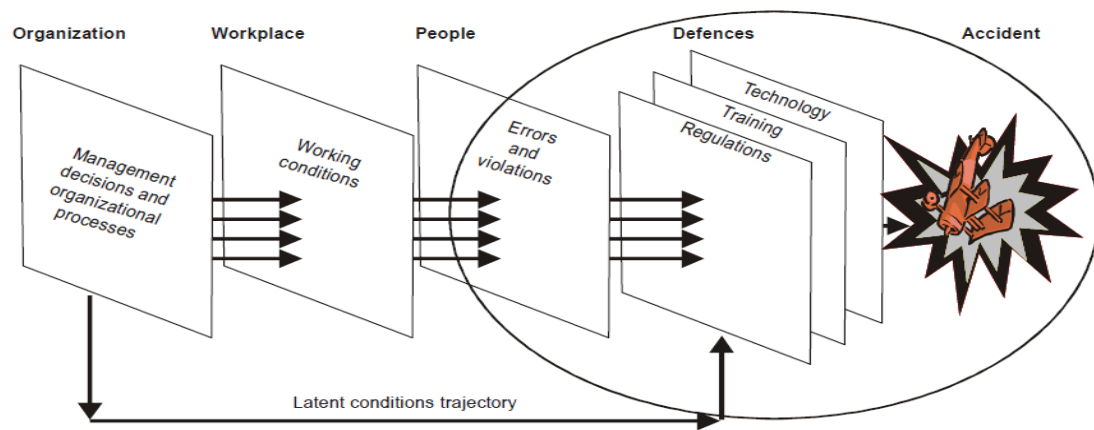 Organization
Workplace
People
Defences
Accident
Management
decisions and
organizational
processes
Working
conditions
Errors
and
violations
Technology
Training
Regulations
Latent conditions trajectory